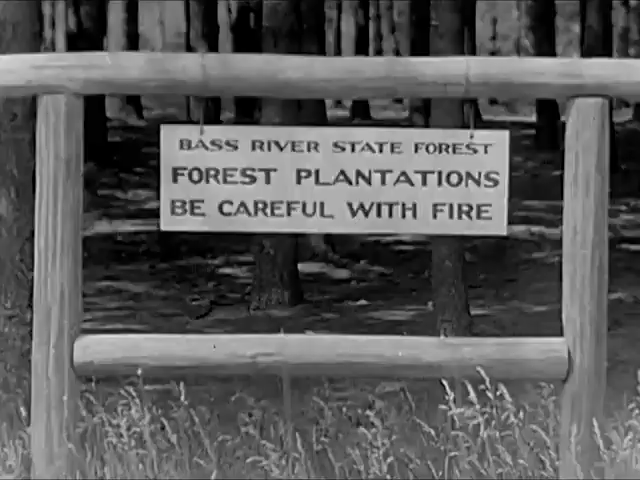 BASS RIVER STATE FOREST
FOREST PLANTATIONS
BE CAREFUL WITH FIRE